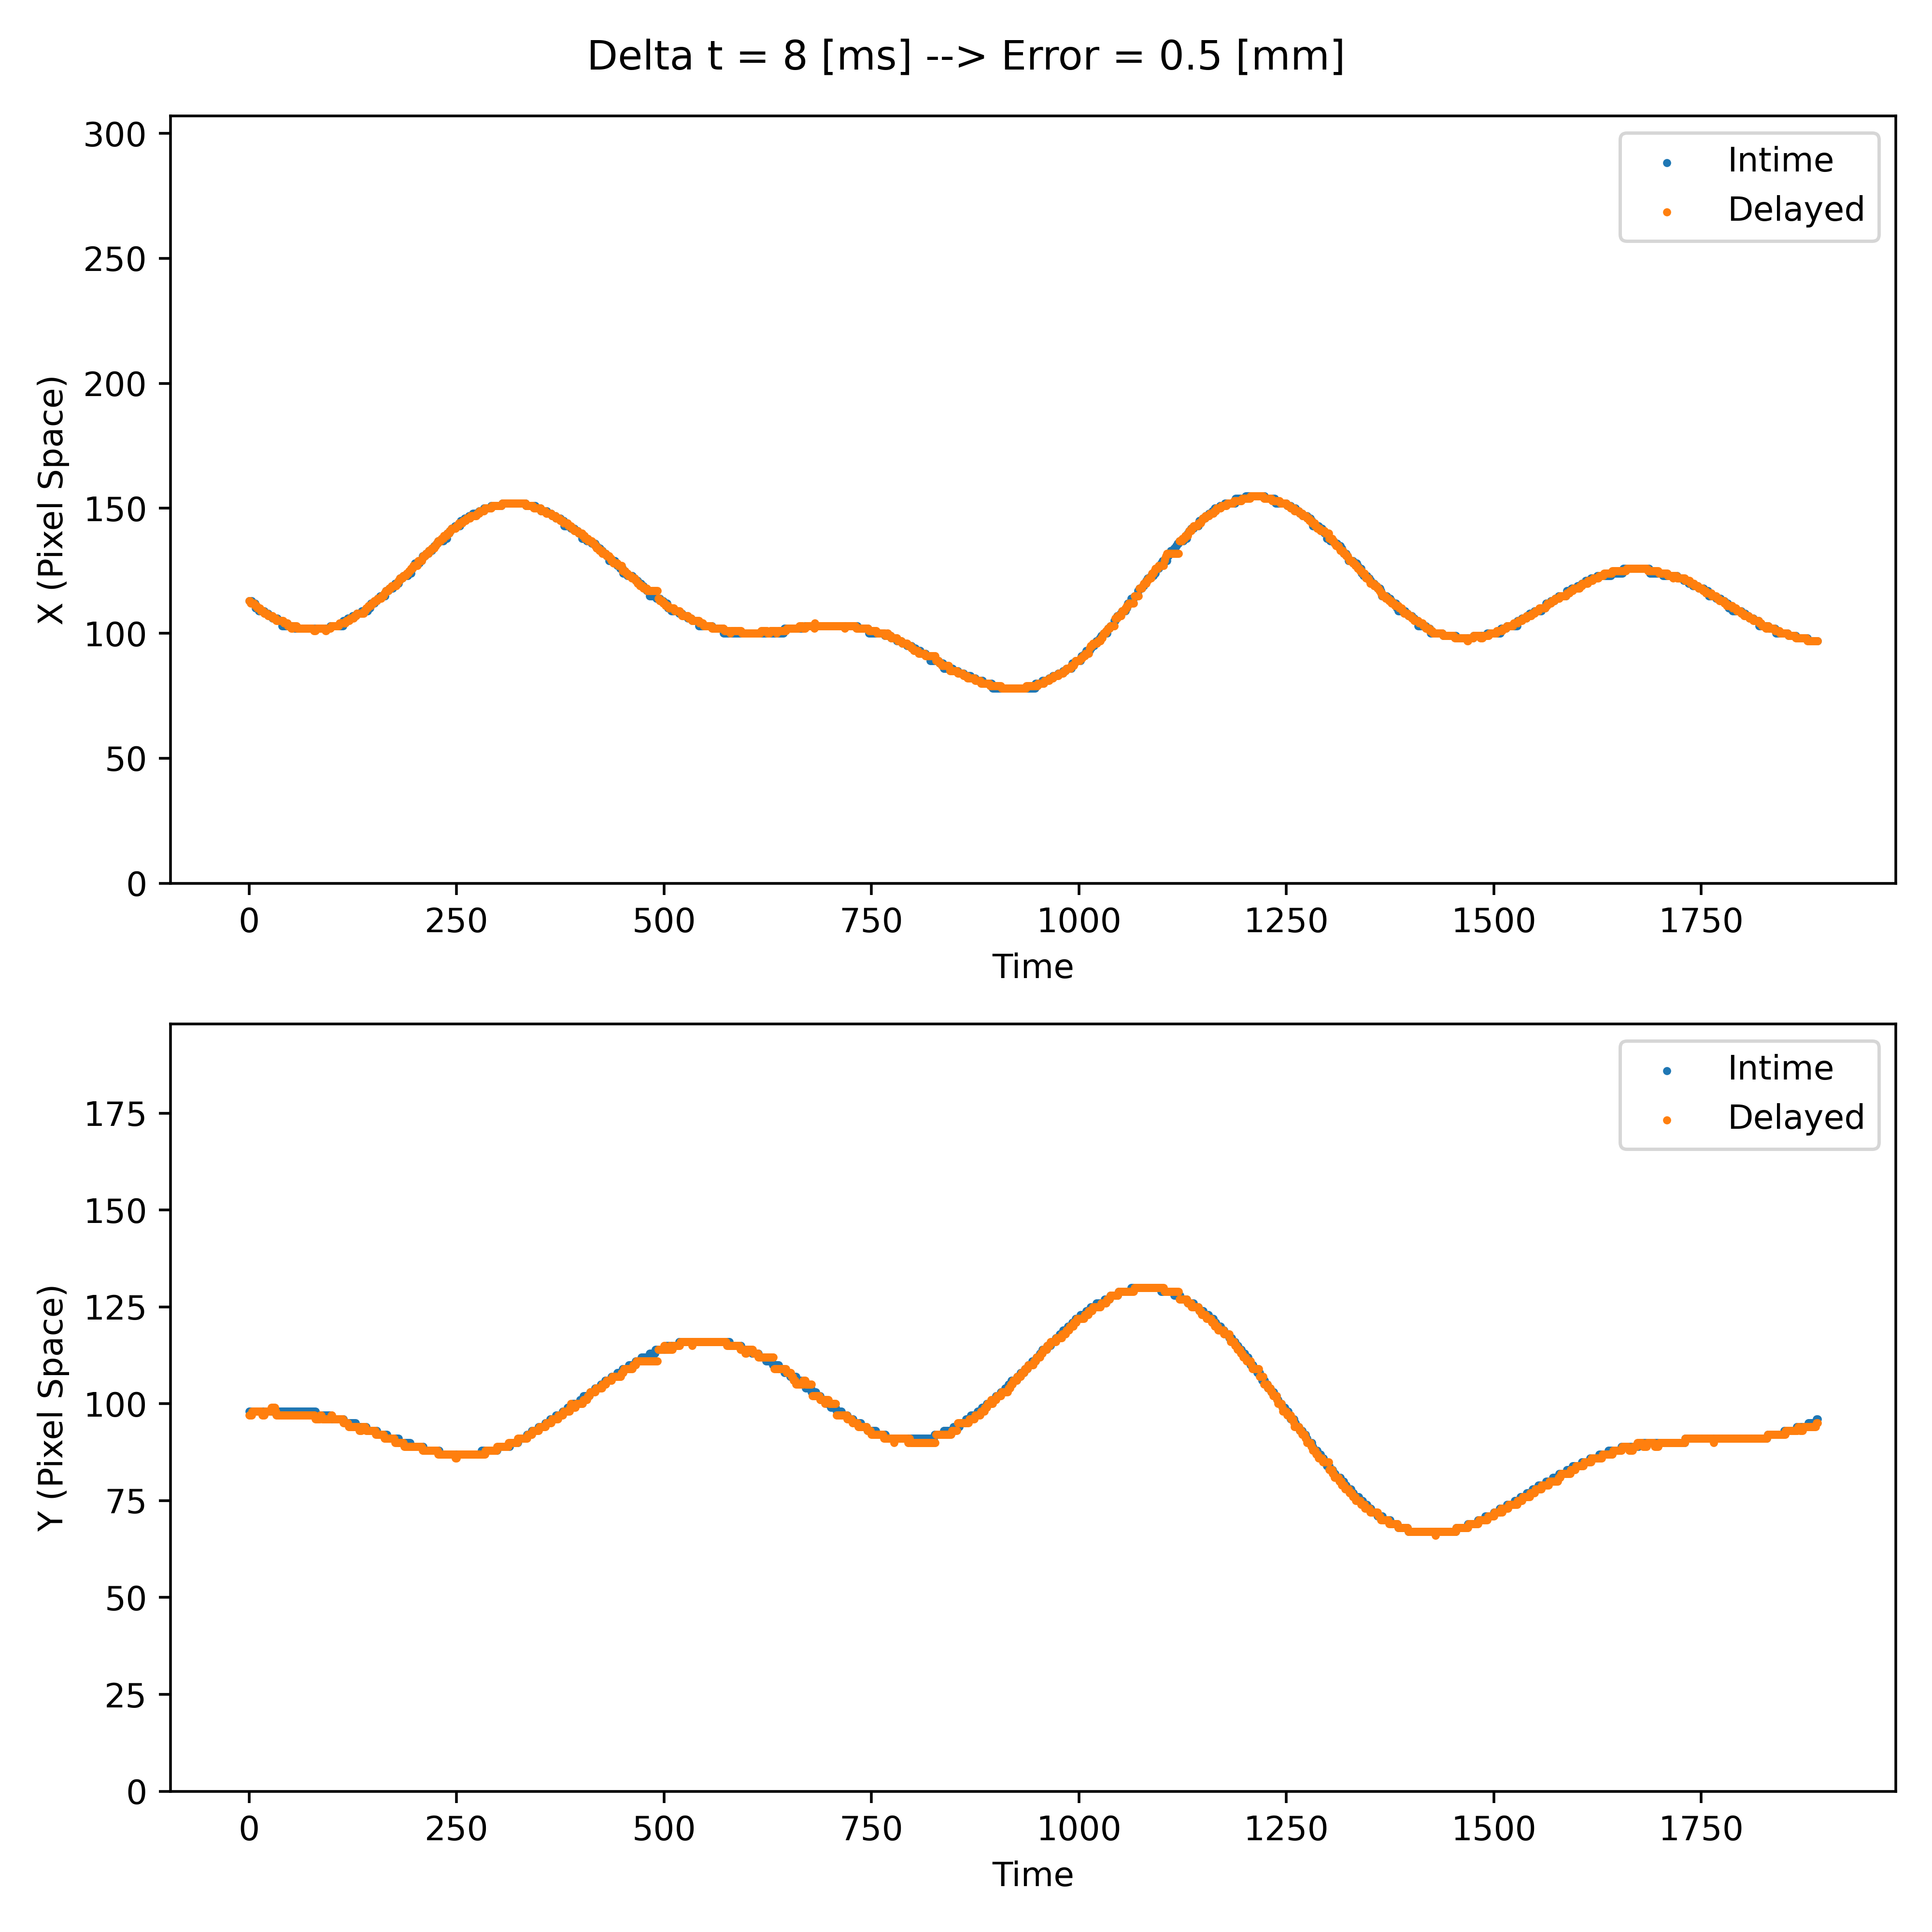 Delta t = 8 [ms] --> Error = 0.5 [mm]
300
250
200
150
100
50
0
X (Pixel Space)
Intime
Delayed
0 250 500 750 1000 1250 1500 1750
Time
175
150
125
100
75
50
25
0
Y (Pixel Space)
Intime
Delayed
0 250 500 750 1000 1250 1500 1750
Time